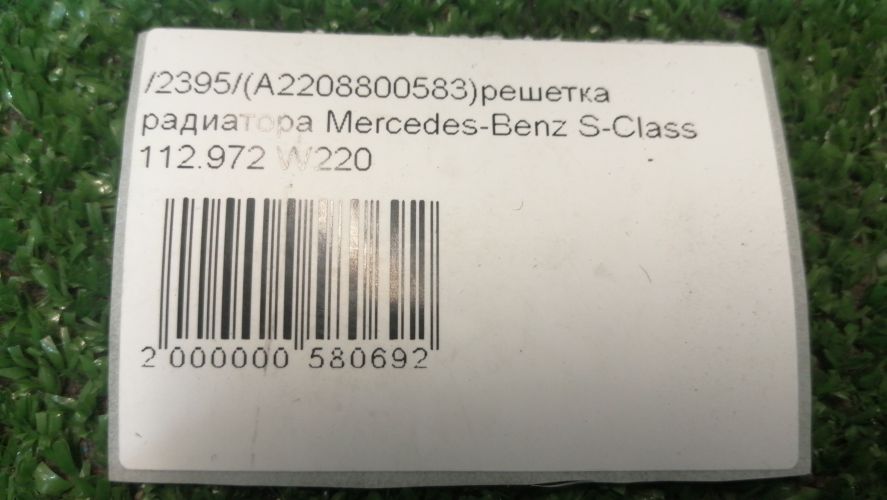 /2395/(A2208800583)решетка
радиатора Mercedes-Benz S-Class
112.972 W220
2 000000 580692